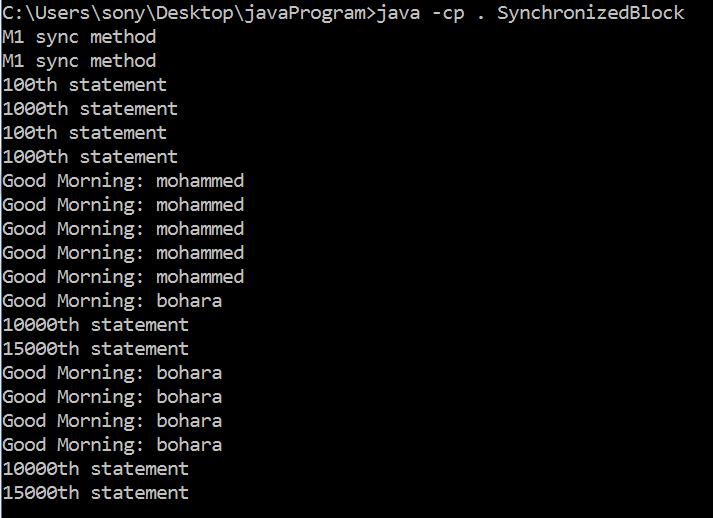 C:\Users\sony\Desktop\javaProgram>java -cp . SynchronizedBlock
M1 sync method
M1 sync method
100th statement
1000th statement
100th statement
1000th statement
Good Morning: mohammed
Good Morning: mohammed
Good Morning: mohammed
Good Morning: mohammed
Good Morning: mohammed
Good Morning: bohara
10000th statement
15000th statement
Good Morning: bohara
Good Morning: bohara
Good Morning: bohara
Good Morning: bohara
10000th statement
15000th statement